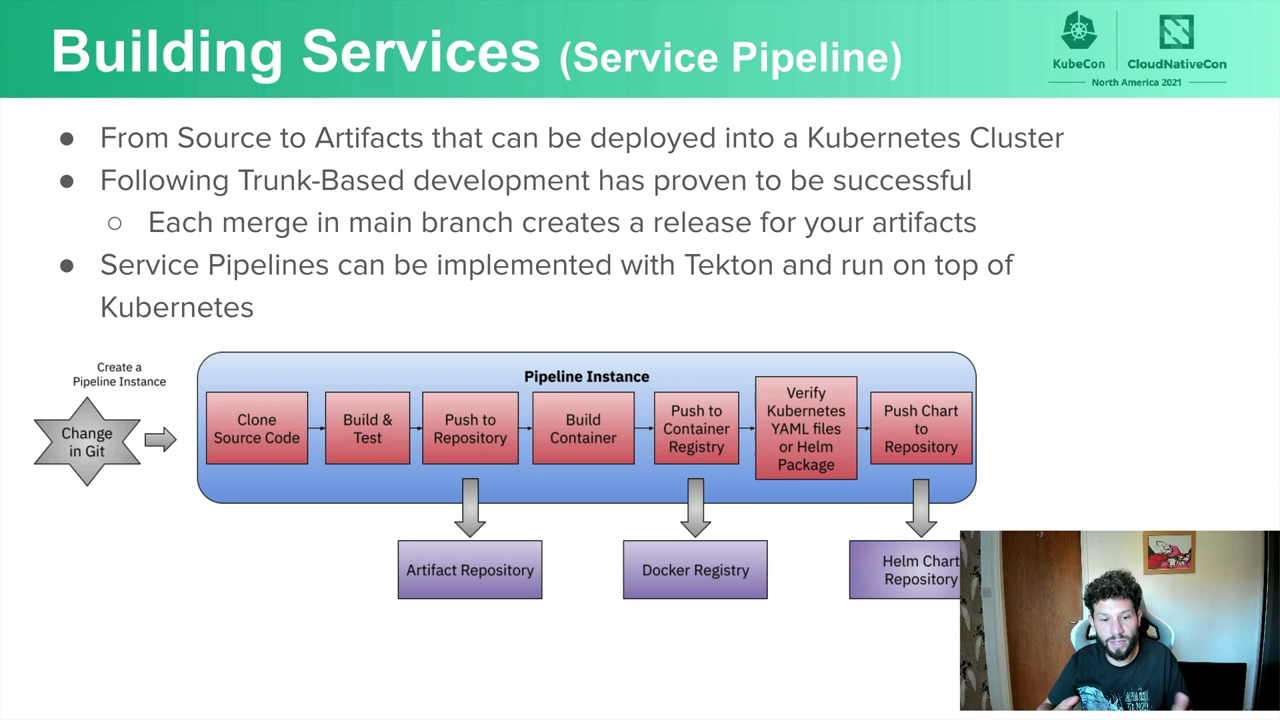 Building Services (Service Pipeline)
KubeCon
CloudNativeCon
North America 2021
● From Source to Artifacts that can be deployed into a Kubernetes Cluster
● Following Trunk-Based development has proven to be successful
○ Each merge in main branch creates a release for your artifacts
● Service Pipelines can be implemented with Tekton and run on top of
Kubernetes
Create a
Pipeline Instance
Change
in Git
Pipeline Instance
Clone
Source Code
Build &
Test
Push to
Repository
Build
Container
Push to
Container
Registry
Verify
Kubernetes
YAML files
or Helm
Package
Push Chart
to
Repository
Artifact Repository
Docker Registry
Helm Chart
Repository